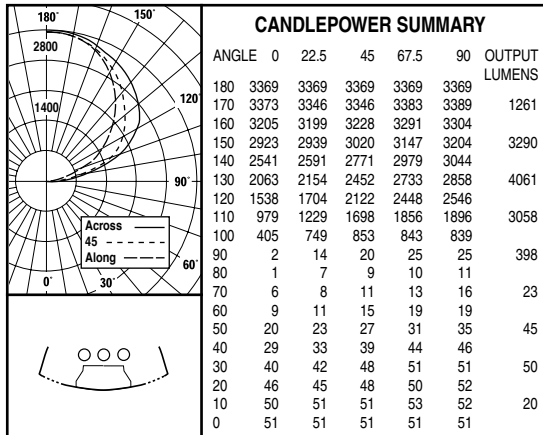 180˚
150˚
2800
120˚
1400
90˚
Across
45
Along
60˚
0˚
30˚
CANDLEPOWER SUMMARY
ANGLE 0 22.5 45 67.5 90 OUTPUT
LUMENS
180 3369 3369 3369 3369 3369
170 3373 3346 3346 3383 3389 1261
160 3205 3199 3228 3291 3304
150 2923 2939 3020 3147 3204 3290
140 2541 2591 2771 2979 3044
130 2063 2154 2452 2733 2858 4061
120 1538 1704 2122 2448 2546
110 979 1229 1698 1856 1896 3058
100 405 749 853 843 839
90 2 14 20 25 25 398
80 1 7 9 10 11
70 6 8 11 13 16 23
60 9 11 15 19 19
50 20 23 27 31 35 45
40 29 33 39 44 46
30 40 42 48 51 51 50
20 46 45 48 50 52
10 50 51 51 53 52 20
0 51 51 51 51 51